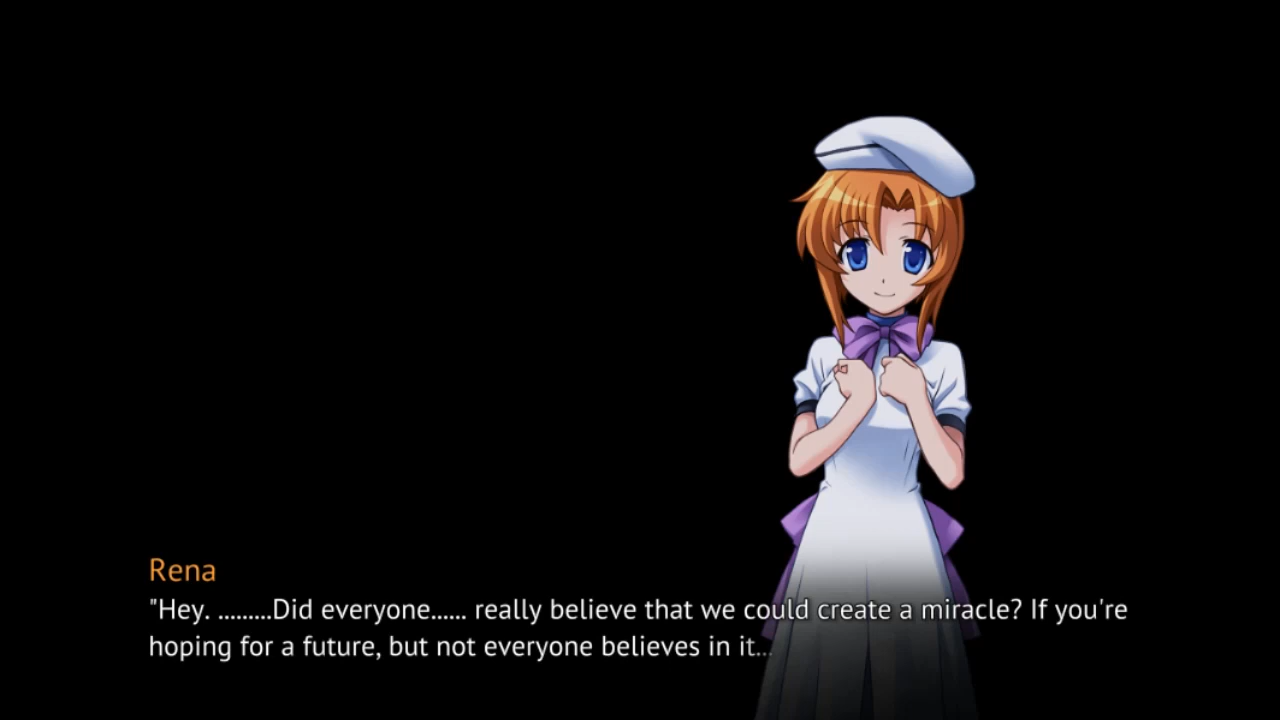 Rena
"Hey. .........Did everyone...... really believe that we could create a miracle? If you're
hoping for a future, but not everyone believes in it...